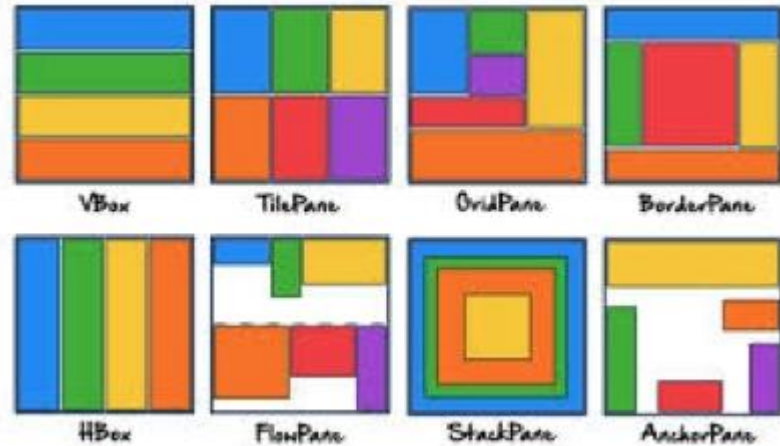 VBox
TilePane
GridPane
BorderPane
HBox
FlowPane
StackPane
AnchorPane